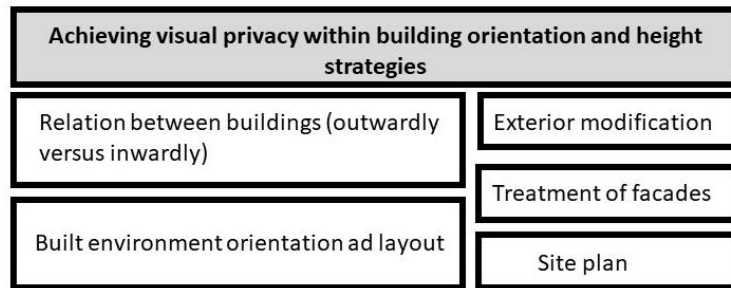 Achieving visual privacy within building orientation and height
strategies
Relation between buildings (outwardly
versus inwardly)
Built environment orientation ad layout
Exterior modification
Treatment of facades
Site plan